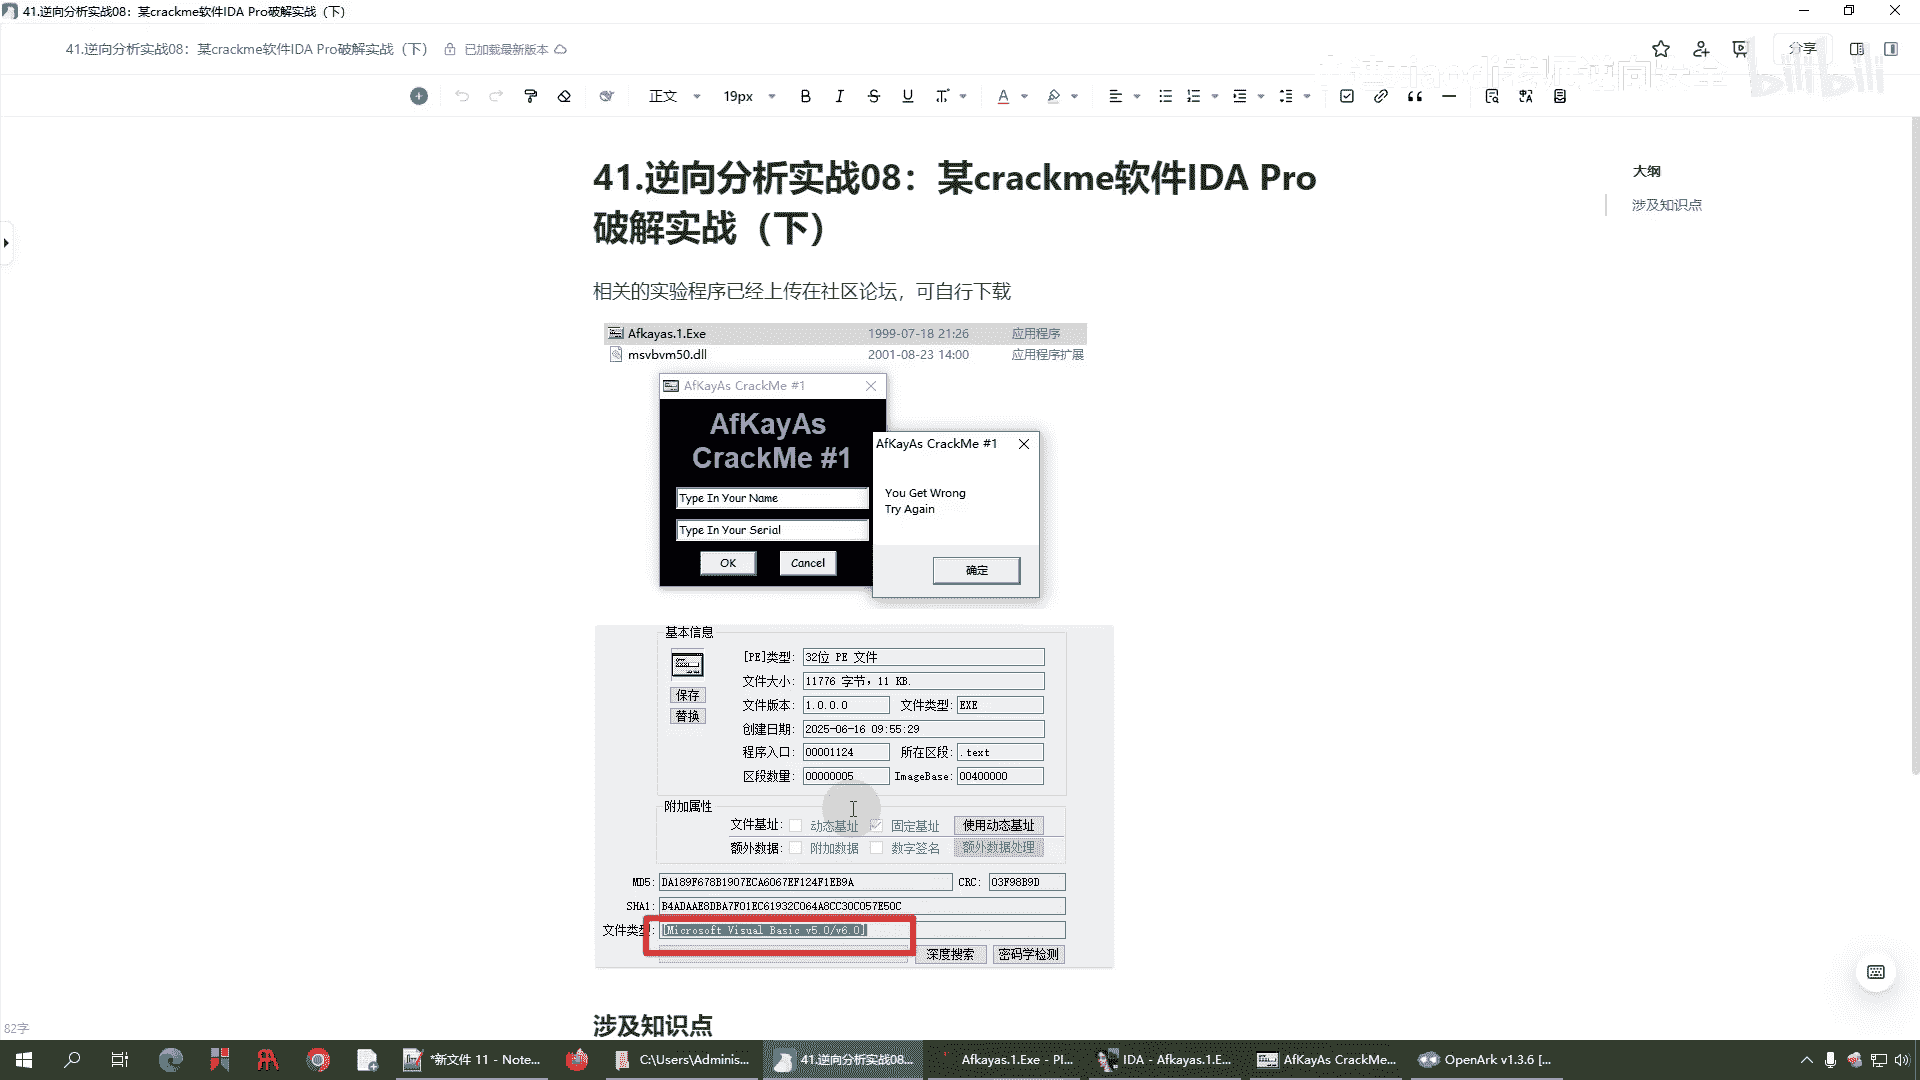 41.逆向分析实战08：某crackme软件IDA Pro破解实战（下）
41.逆向分析实战08：某crackme软件IDA Pro破解实战（下） 已加载最新版本
分享
bilibili
正文 19px
41.逆向分析实战08：某crackme软件IDA Pro
破解实战（下）
大纲
涉及知识点
相关的实验程序已经上传在社区论坛，可自行下载
Afkayas.1.Exe 1999-07-18 21:26 应用程序
msvbvm50.dll 2001-08-23 14:00 应用程序扩展
AfKayAs CrackMe #1
AfKayAs
CrackMe #1
Type In Your Name
Type In Your Serial
OK Cancel
AfKayAs CrackMe #1
You Get Wrong
Try Again
确定
基本信息
[PE]类型: 32位 PE 文件
文件大小: 11776 字节，11 KB.
保存
文件版本: 1.0.0.0 文件类型: EXE
替换
创建日期: 2025-06-16 09:55:29
程序入口: 00001124 所在区段: .text
区段数量: 00000005 ImageBase: 00400000
附加属性
文件基址: 动态基址 固定基址 使用动态基址
额外数据: 附加数据 数字签名 额外数据处理
MD5: DA189F678B1907ECA6067EF124F1EB9A CRC: 03F98B9D
SHA1: B4ADAAE8DBA7F01EC61932C064A8CC30C057E50C
文件类型: [Microsoft Visual Basic v5.0/v6.0]
深度搜索 密码学检测
涉及知识点
82字
*新文件 11 - Note...
C:\Users\Adminis...
41.逆向分析实战08...
Afkayas.1.Exe - PI...
IDA - Afkayas.1.E...
AfKayAs CrackMe...
OpenArk v1.3.6 [...